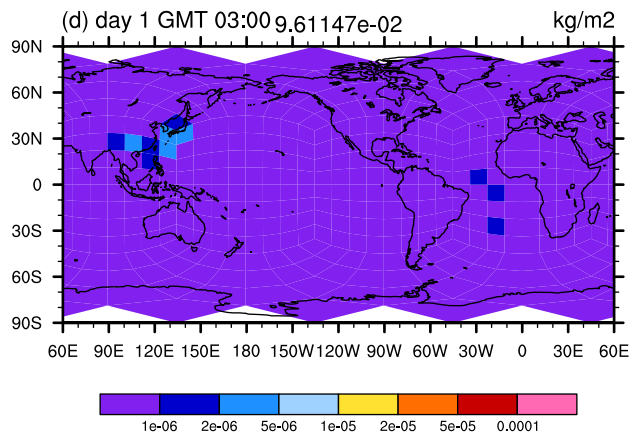 (d) day 1 GMT 03:00 9.61147e-02 kg/m2
90N
60N
30N
0
30S
60S
90S
60E 90E 120E 150E 180 150W 120W 90W 60W 30W 0 30E 60E
1e-06 2e-06 5e-06 1e-05 2e-05 5e-05 0.0001